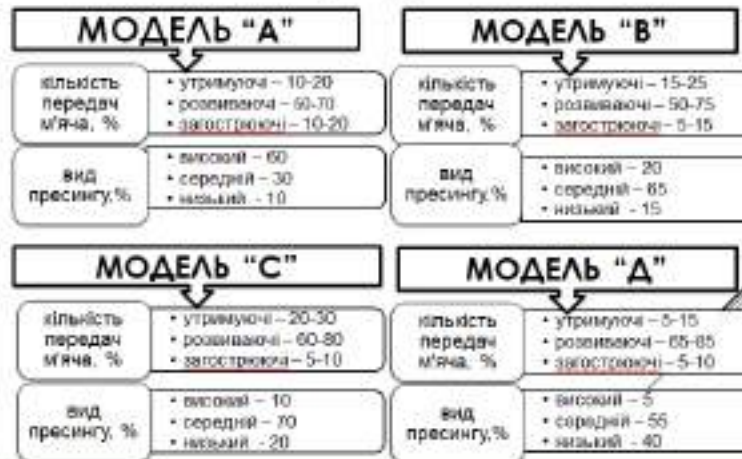 МОДЕЛЬ “А”
кількість
передач
м'яча, %
• утримуючі – 10-20
• розвиваючі – 60-70
• загострюючі – 10-20
вид
пресингу,%
• високий – 60
• середній – 30
• низький - 10
МОДЕЛЬ “В”
кількість
передач
м'яча, %
• утримуючі – 15-25
• розвиваючі – 50-75
• загострюючі – 5-15
вид
пресингу,%
• високий – 20
• середній – 65
• низький - 15
МОДЕЛЬ “С”
кількість
передач
м'яча, %
• утримуючі – 20-30
• розвиваючі – 60-80
• загострюючі – 5-10
вид
пресингу, %
• високий – 10
• середній – 70
• низький - 20
МОДЕЛЬ “Д”
кількість
передач
м'яча, %
• утримуючі – 5-15
• розвиваючі – 65-85
• загострюючі – 5-10
вид
пресингу,%
• високий – 5
• середній – 55
• низький - 40